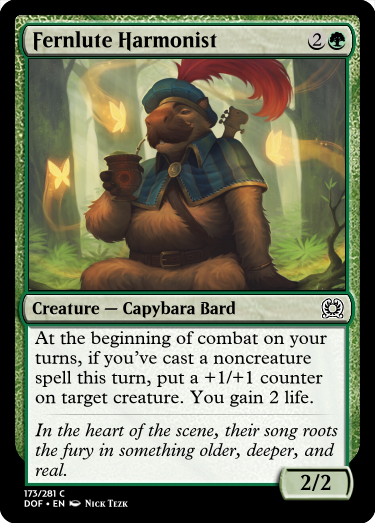 Fernlute Harmonist 2
Creature — Capybara Bard
At the beginning of combat on your
turns, if you've cast a noncreature
spell this turn, put a +1/+1 counter
on target creature. You gain 2 life.
In the heart of the scene, their song roots
the fury in something older, deeper, and
real.
2/2
173/281 C
DOF • EN Nick Tezk